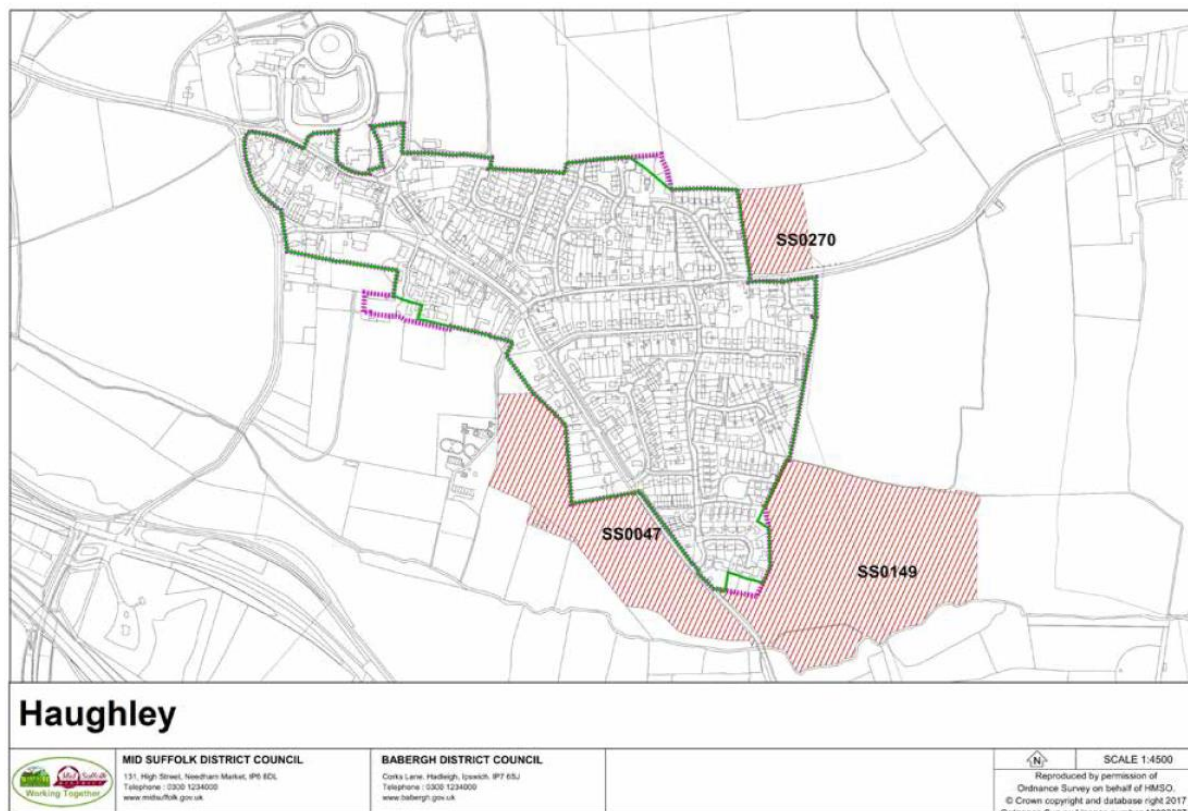 SS0270
SS0047
SS0149
Haughley
Working Together
Mid Suffolk
MID SUFFOLK DISTRICT COUNCIL
131, High Street, Needham Market, IP6 8DL
Telephone : 0300 1234000
www.midsuffolk.gov.uk
BABERGH DISTRICT COUNCIL
Corks Lane, Hadleigh, Ipswich. IP7 6SJ
Telephone : 0300 1234000
www.babergh.gov.uk
N
SCALE 1:4500
Reproduced by permission of
Ordnance Survey on behalf of HMSO.
© Crown copyright and database right 2017